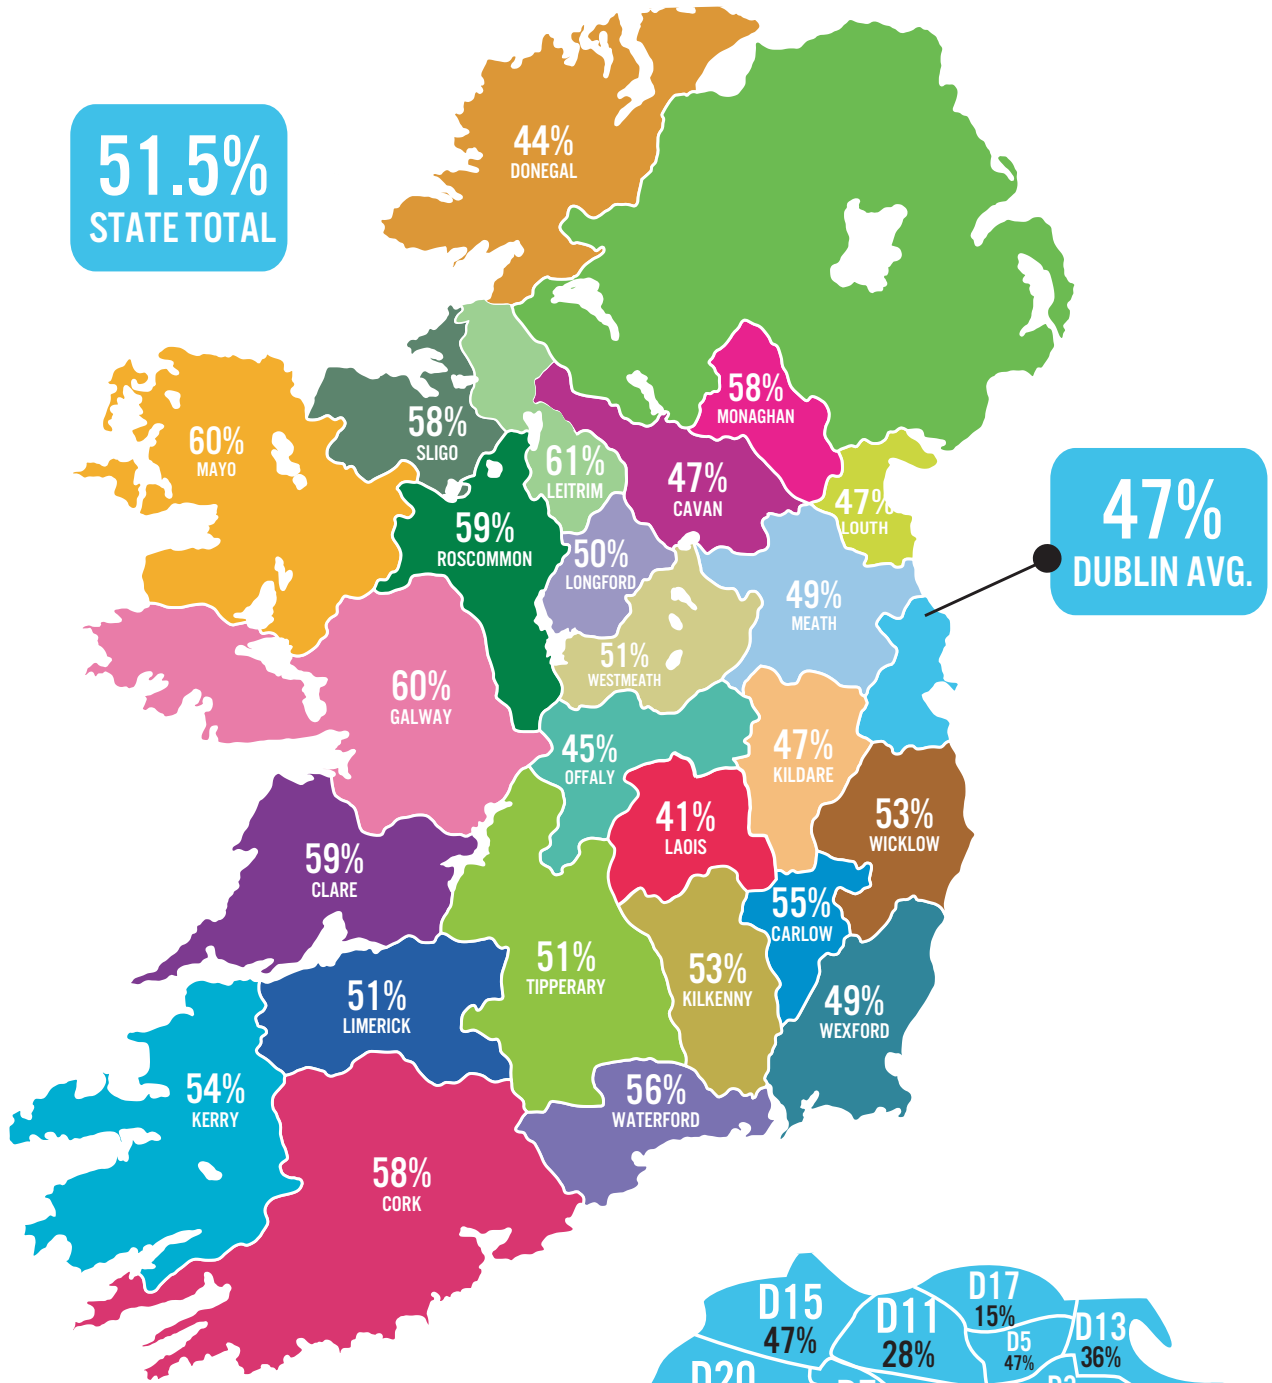 44%
DONEGAL
51.5%
STATE TOTAL
58%
MONAGHAN
58%
SLIGO
60%
MAYO
61%
LEITRIM
47%
CAVAN
47%
LOUTH
47%
DUBLIN AVG.
59%
ROSCOMMON
50%
LONGFORD
49%
MEATH
51%
WESTMEATH
60%
GALWAY
45%
OFFALY
47%
KILDARE
41%
LAOIS
53%
WICKLOW
59%
CLARE
55%
CARLOW
51%
TIPPERARY
53%
KILKENNY
51%
LIMERICK
49%
WEXFORD
54%
KERRY
56%
WATERFORD
58%
CORK
D17
15%
D15
47%
D11
28%
D5
47%
D13
36%
D20